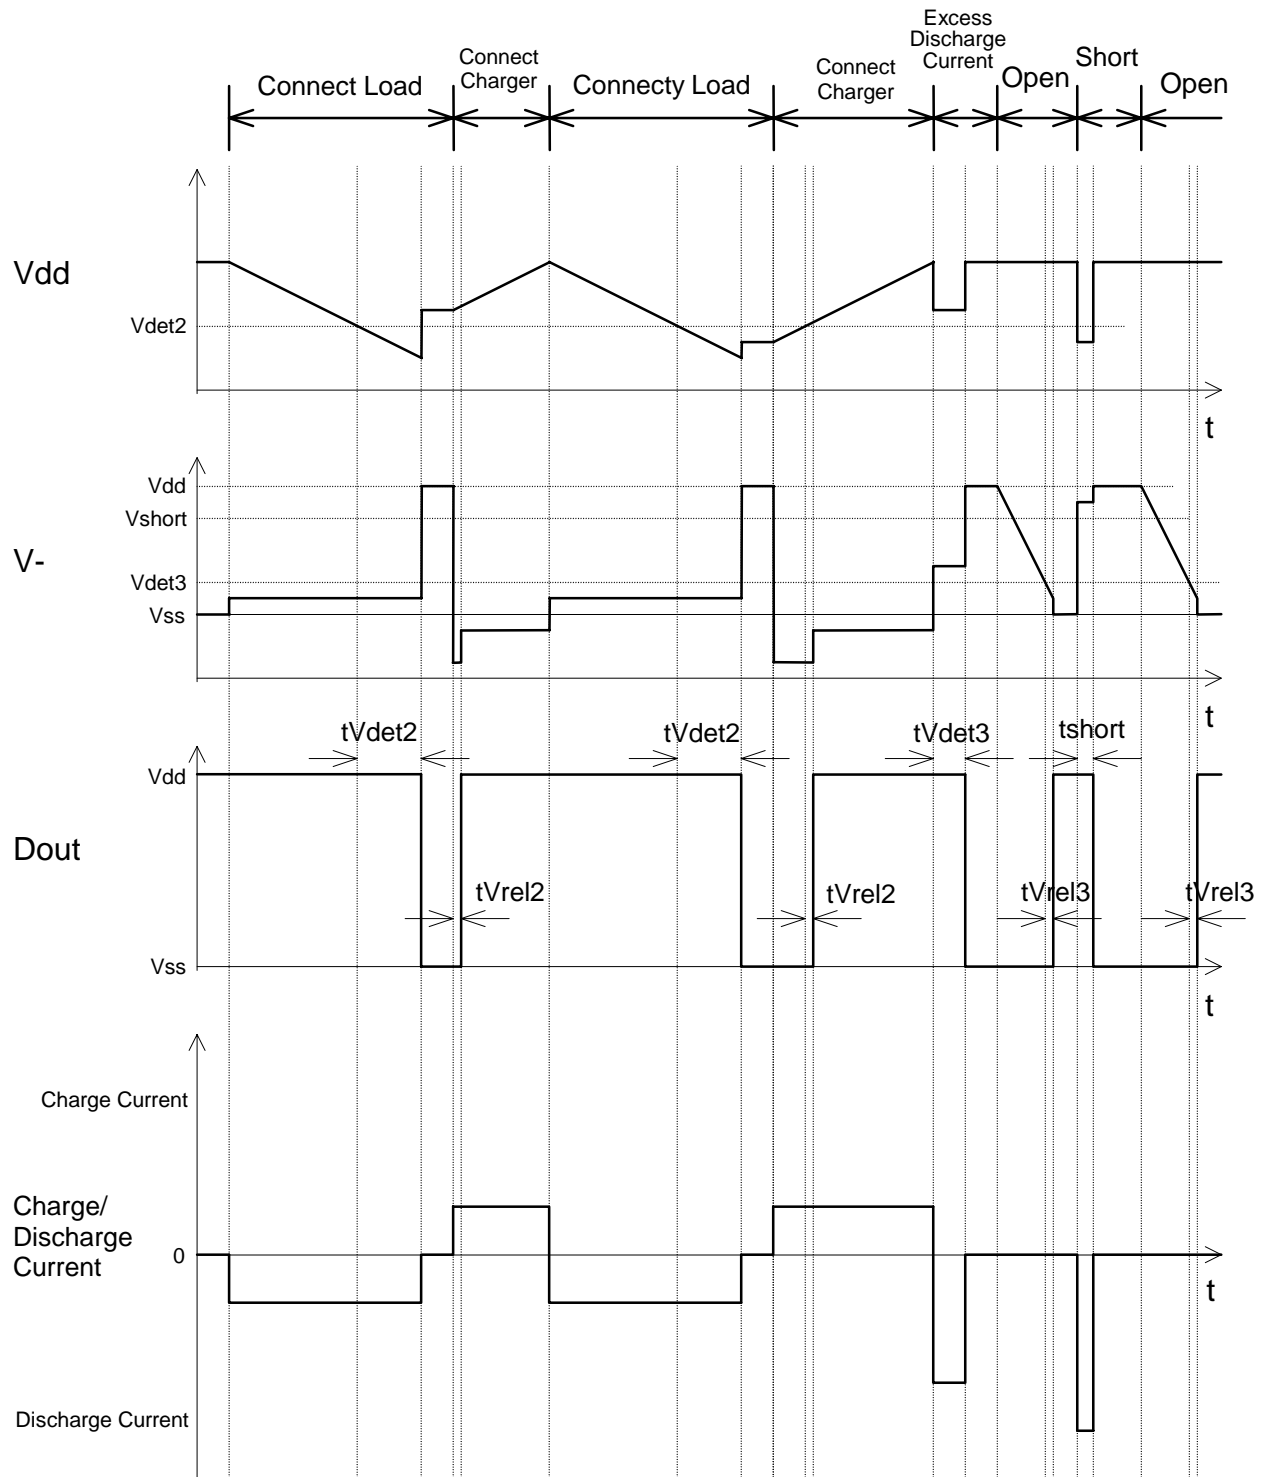 Excess
Discharge
Current
Connect
Charger
Short
Connect Load
Connecty Load
Connect
Charger
Open
Open
Vdd
Vdet2
t
Vdd
Vshort
V-
Vdet3
Vss
t
tVdet2
tVdet2
tVdet3
tshort
Vdd
Dout
tVrel2
tVrel2
tVrel3
tVrel3
Vss
t
Charge Current
Charge/
Discharge
Current
0
t
Discharge Current